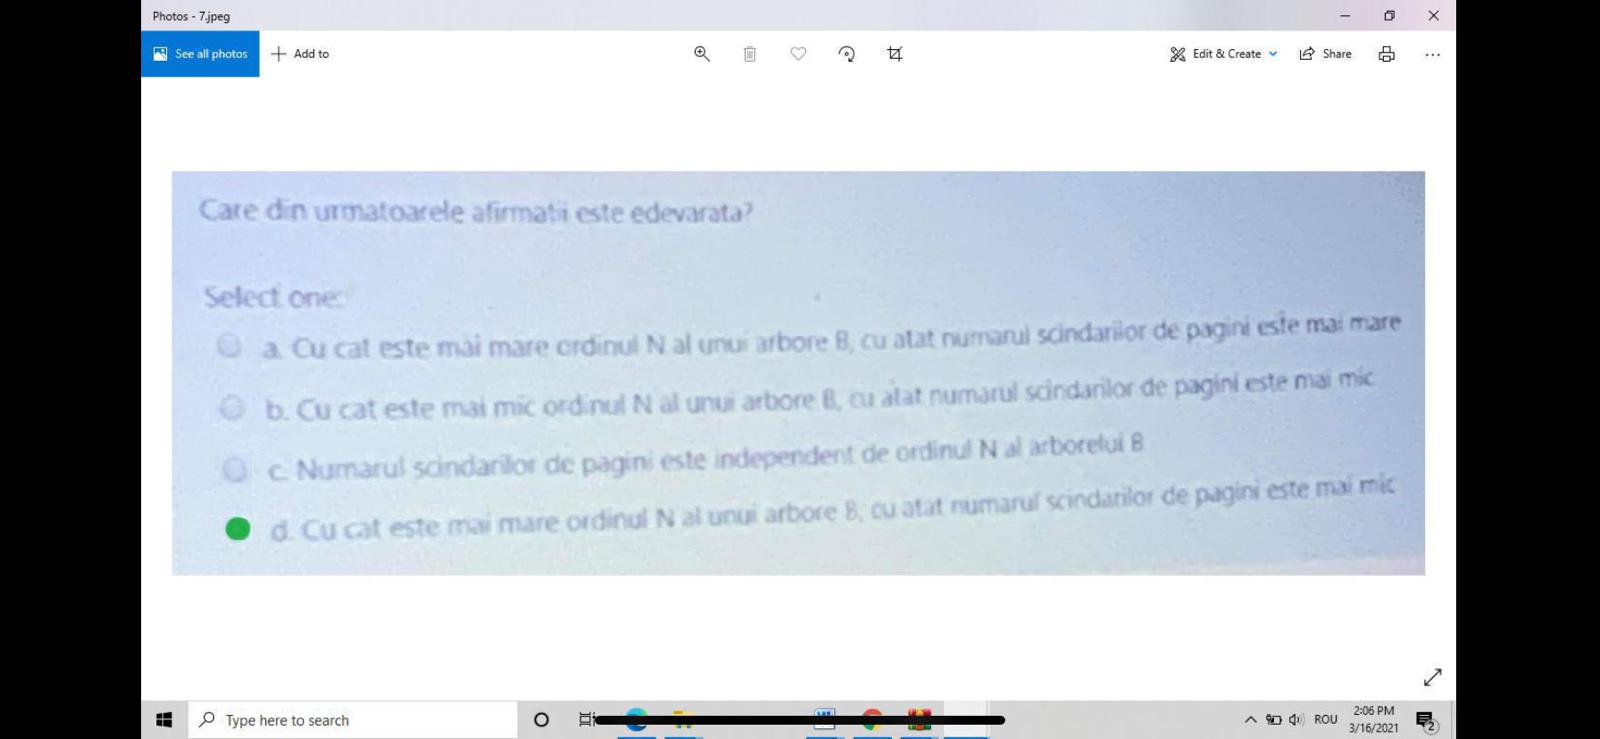 Photos - 7.jpeg
See all photos
Add to
Edit & Create
Share
Care din urmatoarele afirmatii este edevarata?
Select one:
a. Cu cat este mai mare ordinul N al unui arbore B, cu atat numarul scindarilor de pagini este mai mare
b. Cu cat este mai mic ordinul N al unui arbore B, cu atat numarul scindarilor de pagini este mai mic
c. Numarul scindarilor de pagini este independent de ordinul N al arborelui B
d. Cu cat este mai mare ordinul N al unui arbore B, cu atat numarul scindarilor de pagini este mai mic
Type here to search
ROU
2:06 PM
3/16/2021
2